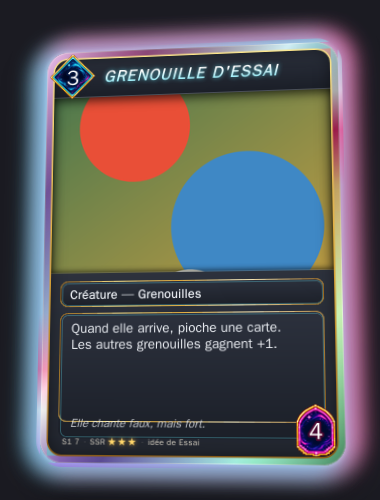 3
GRENOUILLE D'ESSAI
Créature — Grenouilles
Quand elle arrive, pioche une carte.
Les autres grenouilles gagnent +1.
Elle chante faux, mais fort.
S1 7 · SSR ★★★ · idée de Essai
4